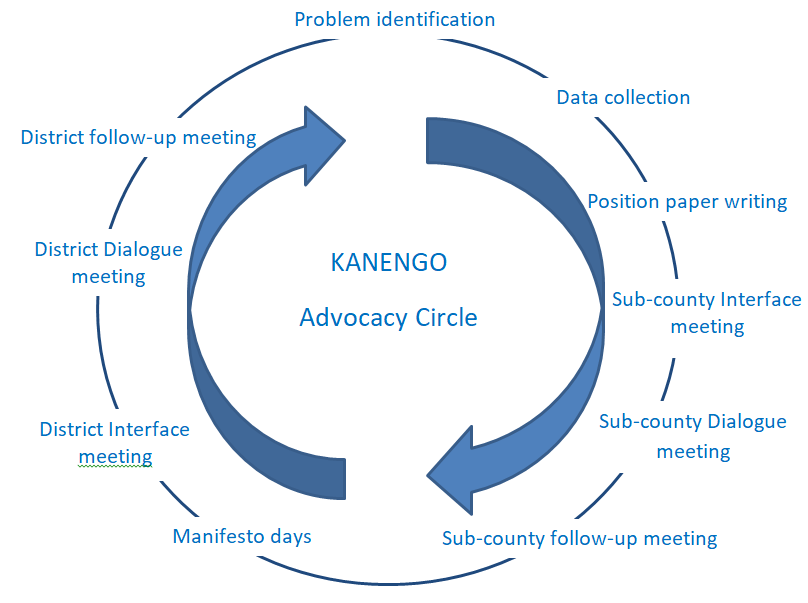 Problem identification
Data collection
Position paper writing
Sub-county Interface
meeting
Sub-county Dialogue
meeting
Sub-county follow-up meeting
Manifesto days
District Interface
meeting
District Dialogue
meeting
District follow-up meeting
KANENGO
Advocacy Circle